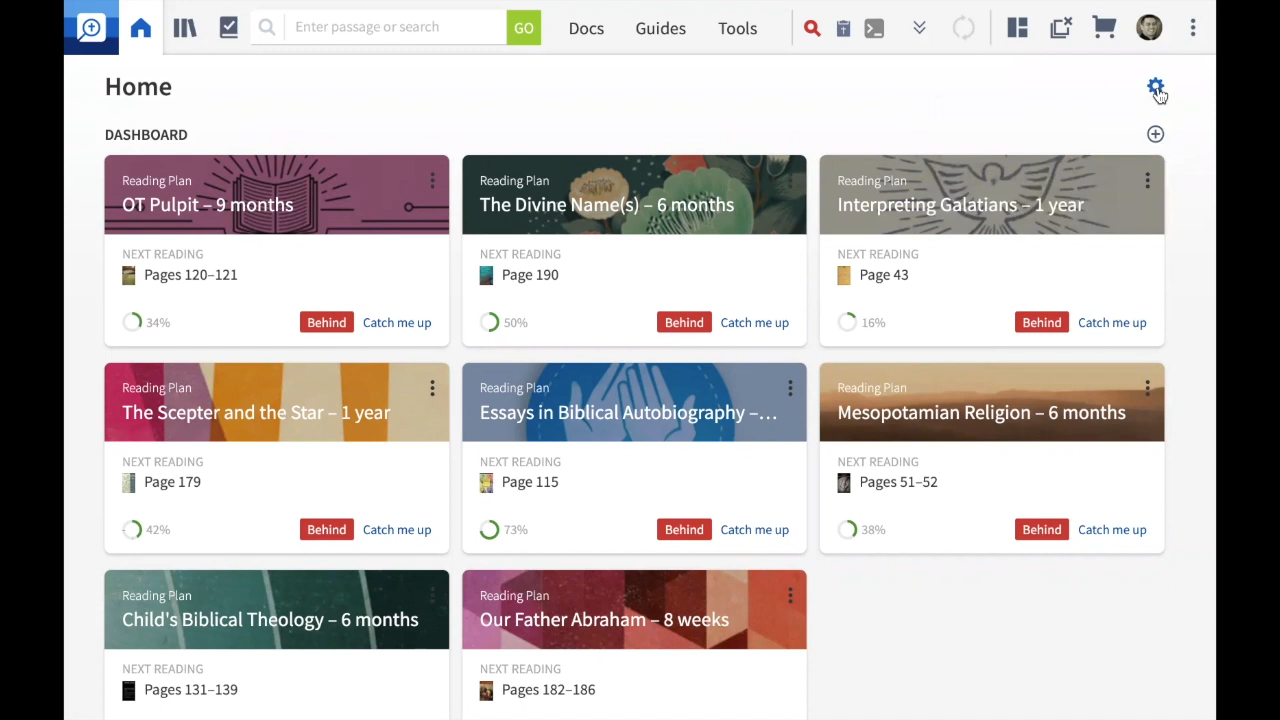 Enter passage or search GO Docs Guides Tools
Home
DASHBOARD
Reading Plan
OT Pulpit – 9 months
NEXT READING
Pages 120–121
34% Behind Catch me up
Reading Plan
The Divine Name(s) – 6 months
NEXT READING
Page 190
50% Behind Catch me up
Reading Plan
Interpreting Galatians – 1 year
NEXT READING
Page 43
16% Behind Catch me up
Reading Plan
The Scepter and the Star – 1 year
NEXT READING
Page 179
42% Behind Catch me up
Reading Plan
Essays in Biblical Autobiography –…
NEXT READING
Page 115
73% Behind Catch me up
Reading Plan
Mesopotamian Religion – 6 months
NEXT READING
Pages 51–52
38% Behind Catch me up
Reading Plan
Child's Biblical Theology – 6 months
NEXT READING
Pages 131–139
Reading Plan
Our Father Abraham – 8 weeks
NEXT READING
Pages 182–186